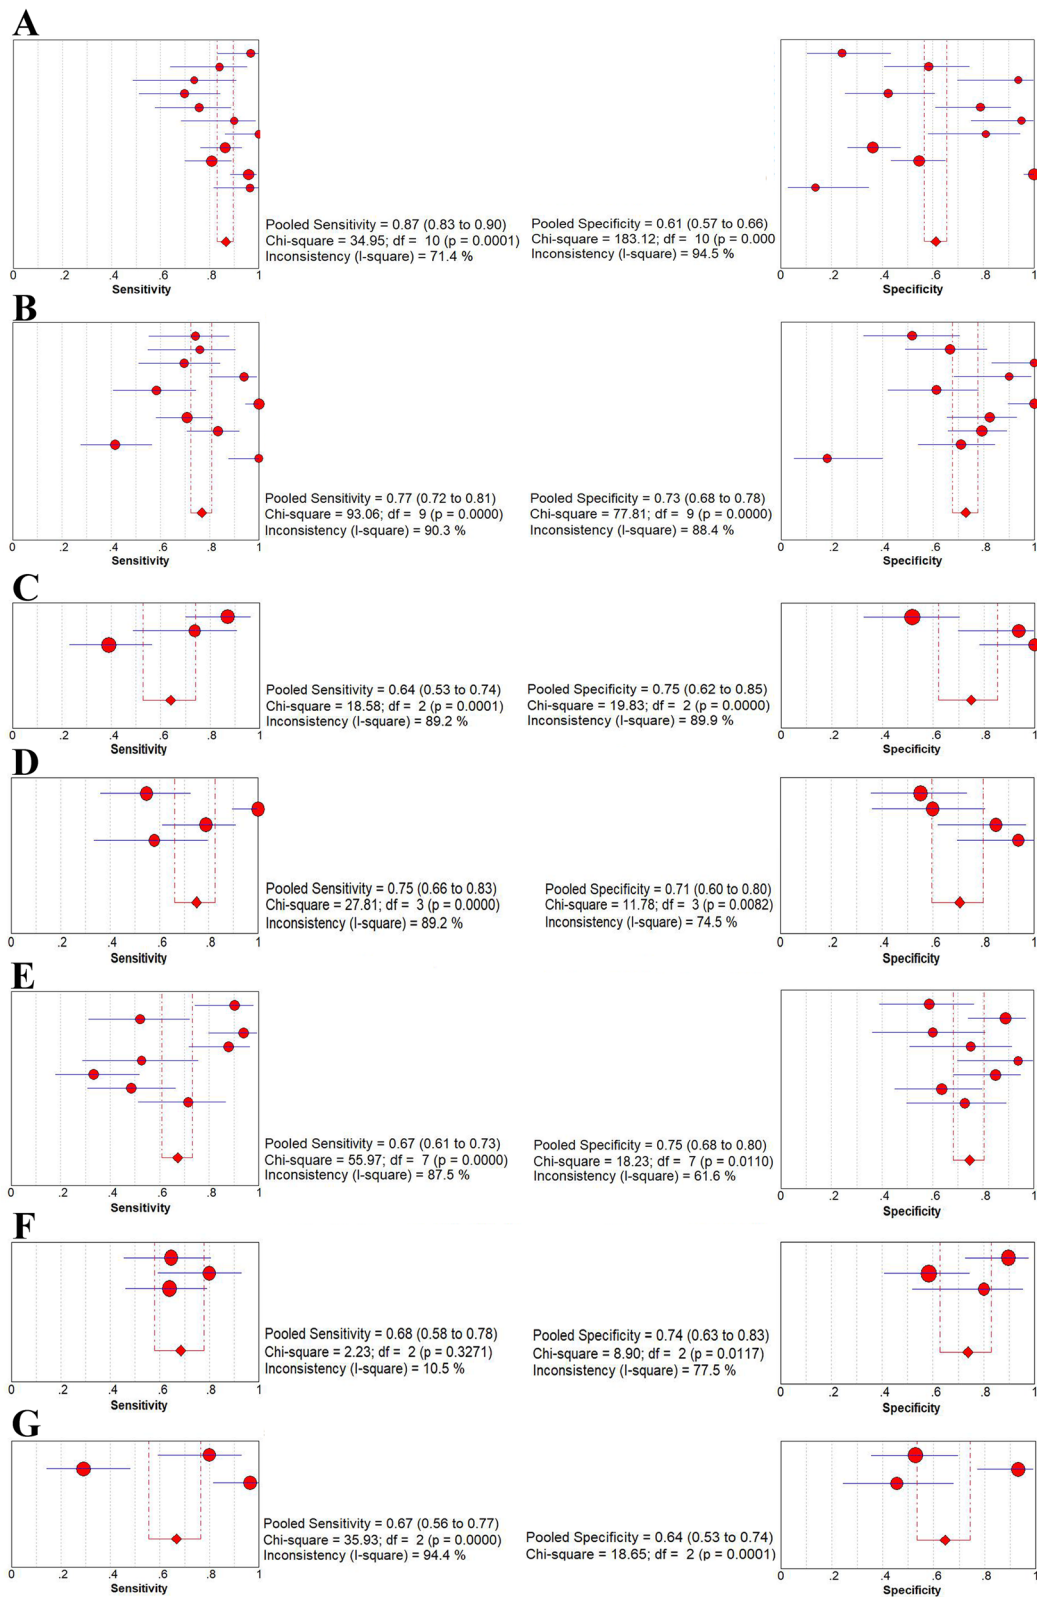 A
Pooled Sensitivity = 0.87 (0.83 to 0.90)
Chi-square = 34.95; df = 10 (p = 0.0001)
Inconsistency (I-square) = 71.4 %
Pooled Specificity = 0.61 (0.57 to 0.66)
Chi-square = 183.12; df = 10 (p = 0.000
Inconsistency (I-square) = 94.5 %
0 .2 .4 .6 .8 1
Sensitivity
0 .2 .4 .6 .8 1
Specificity
B
Pooled Sensitivity = 0.77 (0.72 to 0.81)
Chi-square = 93.06; df = 9 (p = 0.0000)
Inconsistency (I-square) = 90.3 %
Pooled Specificity = 0.73 (0.68 to 0.78)
Chi-square = 77.81; df = 9 (p = 0.0000)
Inconsistency (I-square) = 88.4 %
0 .2 .4 .6 .8 1
Sensitivity
0 .2 .4 .6 .8 1
Specificity
C
Pooled Sensitivity = 0.64 (0.53 to 0.74)
Chi-square = 18.58; df = 2 (p = 0.0001)
Inconsistency (I-square) = 89.2 %
Pooled Specificity = 0.75 (0.62 to 0.85)
Chi-square = 19.83; df = 2 (p = 0.0000)
Inconsistency (I-square) = 89.9 %
0 .2 .4 .6 .8 1
Sensitivity
0 .2 .4 .6 .8 1
Specificity
D
Pooled Sensitivity = 0.75 (0.66 to 0.83)
Chi-square = 27.81; df = 3 (p = 0.0000)
Inconsistency (I-square) = 89.2 %
Pooled Specificity = 0.71 (0.60 to 0.80)
Chi-square = 11.78; df = 3 (p = 0.0082)
Inconsistency (I-square) = 74.5 %
0 .2 .4 .6 .8 1
Sensitivity
0 .2 .4 .6 .8 1
Specificity
E
Pooled Sensitivity = 0.67 (0.61 to 0.73)
Chi-square = 55.97; df = 7 (p = 0.0000)
Inconsistency (I-square) = 87.5 %
Pooled Specificity = 0.75 (0.68 to 0.80)
Chi-square = 18.23; df = 7 (p = 0.0110)
Inconsistency (I-square) = 61.6 %
0 .2 .4 .6 .8 1
Sensitivity
0 .2 .4 .6 .8 1
Specificity
F
Pooled Sensitivity = 0.68 (0.58 to 0.78)
Chi-square = 2.23; df = 2 (p = 0.3271)
Inconsistency (I-square) = 10.5 %
Pooled Specificity = 0.74 (0.63 to 0.83)
Chi-square = 8.90; df = 2 (p = 0.0117)
Inconsistency (I-square) = 77.5 %
0 .2 .4 .6 .8 1
Sensitivity
0 .2 .4 .6 .8 1
Specificity
G
Pooled Sensitivity = 0.67 (0.56 to 0.77)
Chi-square = 35.93; df = 2 (p = 0.0000)
Inconsistency (I-square) = 94.4 %
Pooled Specificity = 0.64 (0.53 to 0.74)
Chi-square = 18.65; df = 2 (p = 0.0001)
0 .2 .4 .6 .8 1
Sensitivity
0 .2 .4 .6 .8 1
Specificity